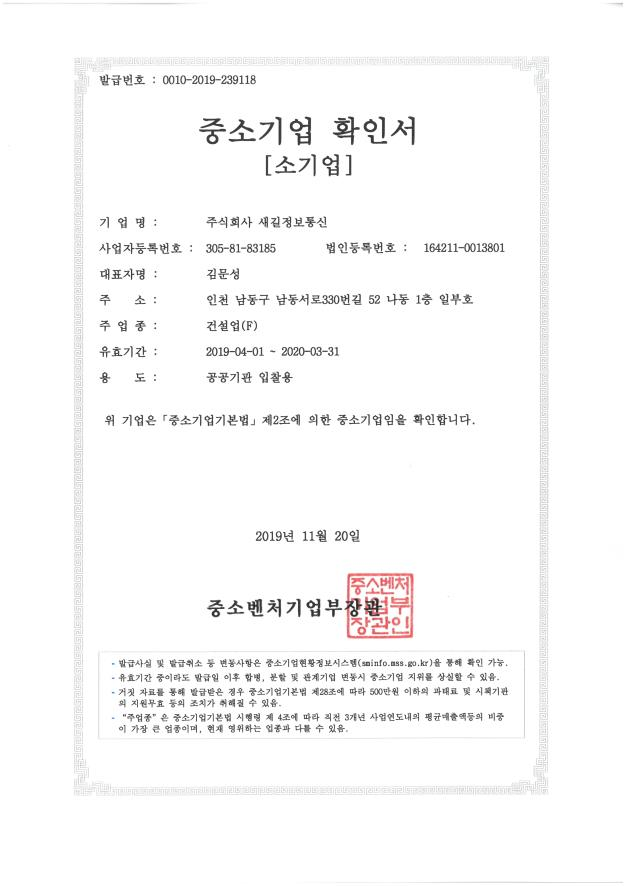 발급번호 : 0010-2019-239118
중소기업 확인서
[소기업]
기 업 명 : 주식회사 새길정보통신
사업자등록번호 : 305-81-83185 법인등록번호 : 164211-0013801
대표자명 : 김문성
주 소 : 인천 남동구 남동서로330번길 52 나동 1층 일부호
주 업 종 : 건설업(F)
유효기간 : 2019-04-01 ~ 2020-03-31
용 도 : 공공기관 입찰용
위 기업은「중소기업기본법」제2조에 의한 중소기업임을 확인합니다.
2019년 11월 20일
중소벤처기업부장관
중소벤처
기업부
장관인
- 발급사실 및 발급취소 등 변동사항은 중소기업현황정보시스템(sminfo.mss.go.kr)을 통해 확인 가능.
- 유효기간 중이라도 발급일 이후 합병, 분할 및 관계기업 변동시 중소기업 지위를 상실할 수 있음.
- 거짓 자료를 통해 발급받은 경우 중소기업기본법 제28조에 따라 500만원 이하의 과태료 및 시책기관
의 지원무효 등의 조치가 취해질 수 있음.
- "주업종"은 중소기업기본법 시행령 제 4조에 따라 직전 3개년 사업연도내의 평균매출액등의 비중
이 가장 큰 업종이며, 현재 영위하는 업종과 다를 수 있음.